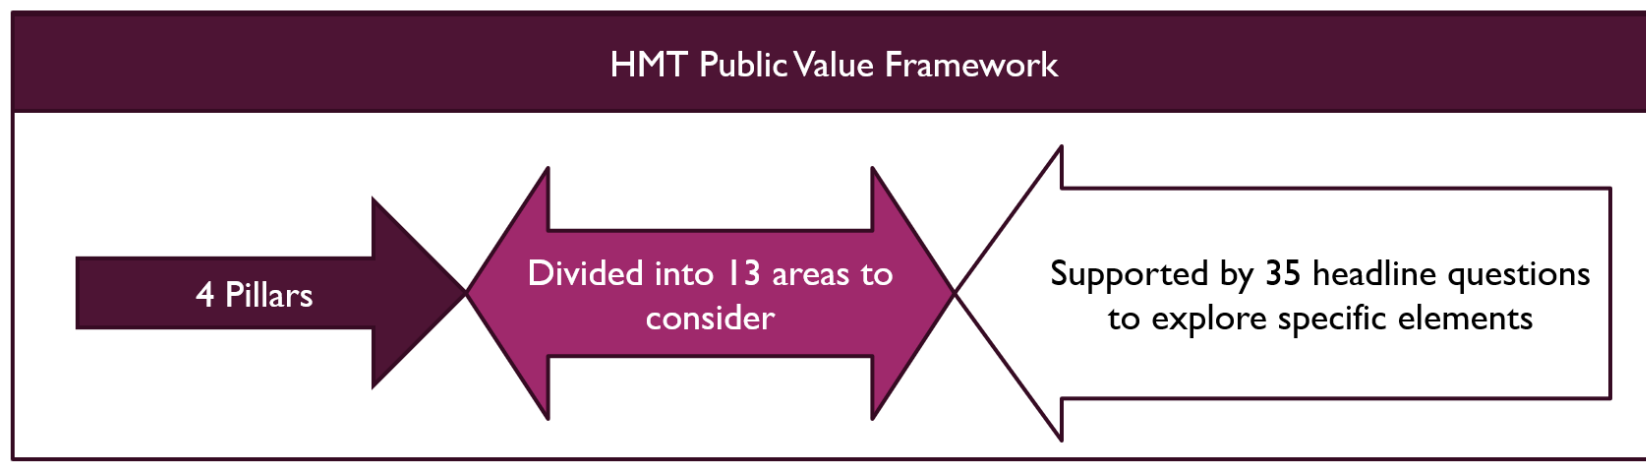 HMT Public Value Framework
4 Pillars
Divided into 13 areas to
consider
Supported by 35 headline questions
to explore specific elements